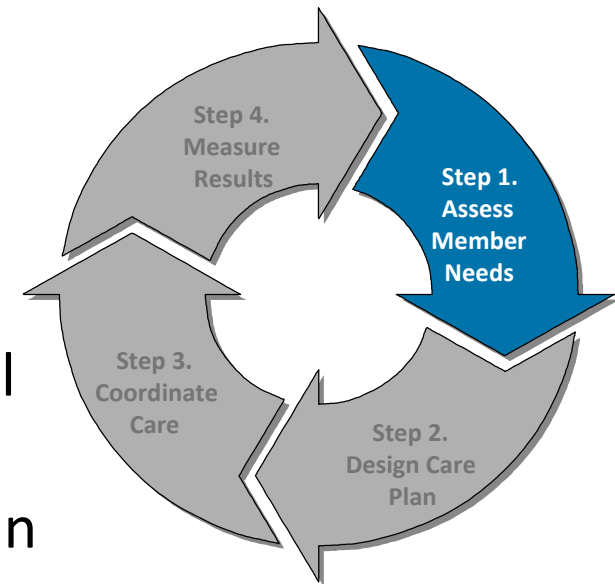 Step 4.
Measure
Results
Step 1.
Assess
Member
Needs
Step 3.
Coordinate
Care
Step 2.
Design Care
Plan
l
n